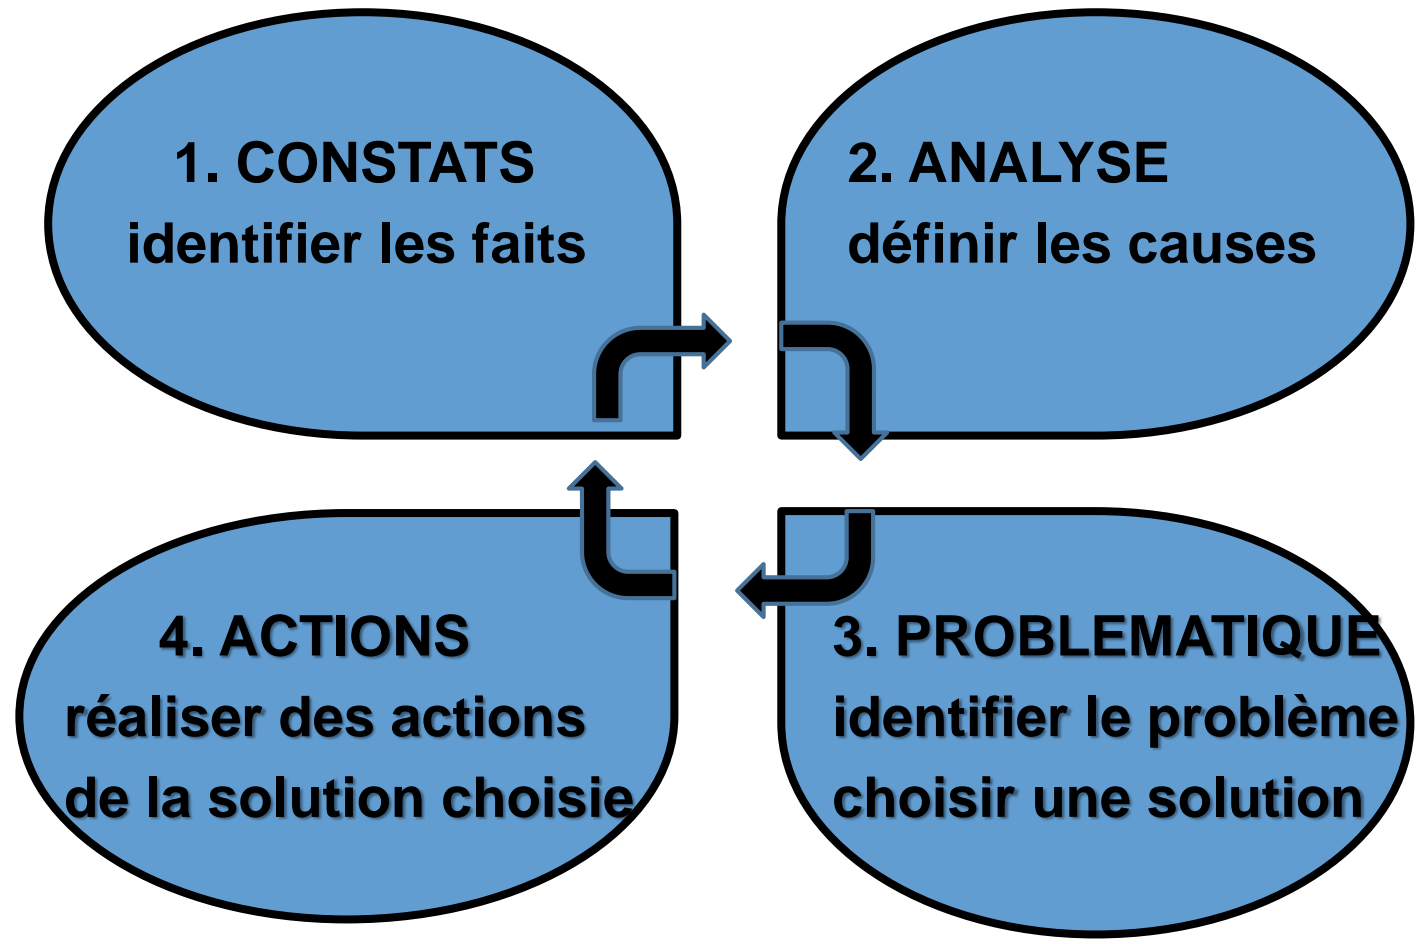 1. CONSTATS
identifier les faits
2. ANALYSE
définir les causes
3. PROBLEMATIQUE
identifier le problème
choisir une solution
4. ACTIONS
réaliser des actions
de la solution choisie